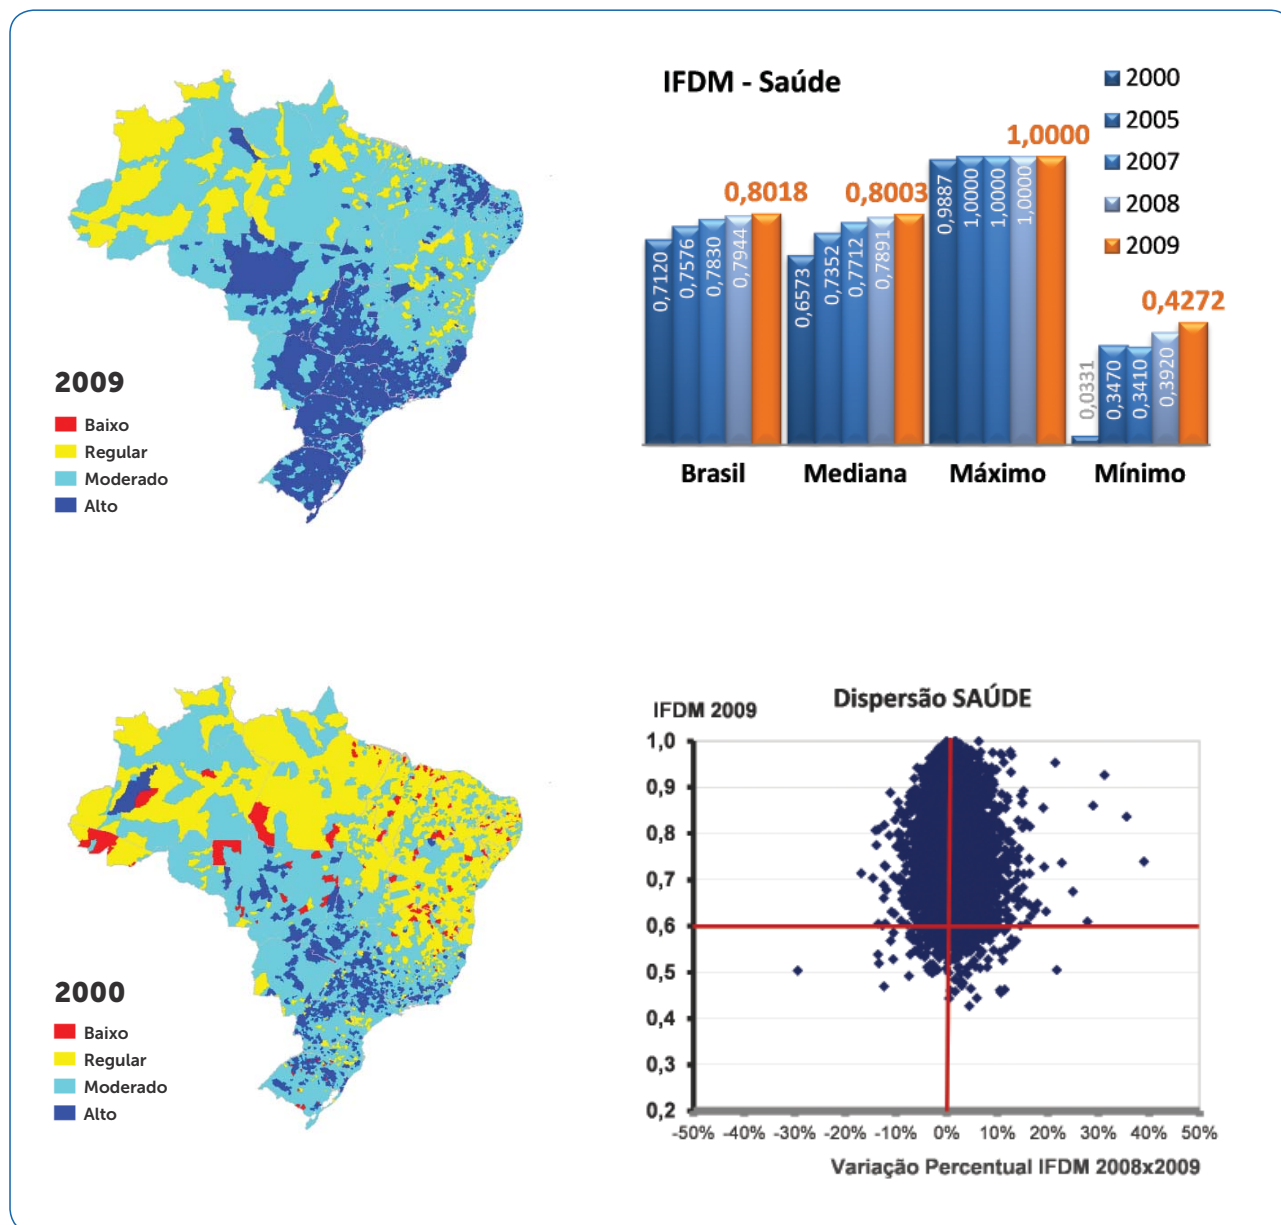 2009
Baixo
Regular
Moderado
Alto
IFDM - Saúde
2000
2005
2007
2008
2009
0,7120
0,7576
0,7830
0,7944
0,8018
0,6573
0,7352
0,7712
0,7891
0,8003
0,9887
1,0000
1,0000
1,0000
1,0000
0,0331
0,3470
0,3410
0,3920
0,4272
Brasil Mediana Máximo Mínimo
2000
Baixo
Regular
Moderado
Alto
Dispersão SAÚDE
IFDM 2009
1,0
0,9
0,8
0,7
0,6
0,5
0,4
0,3
0,2
-50% -40% -30% -20% -10% 0% 10% 20% 30% 40% 50%
Variação Percentual IFDM 2008x2009